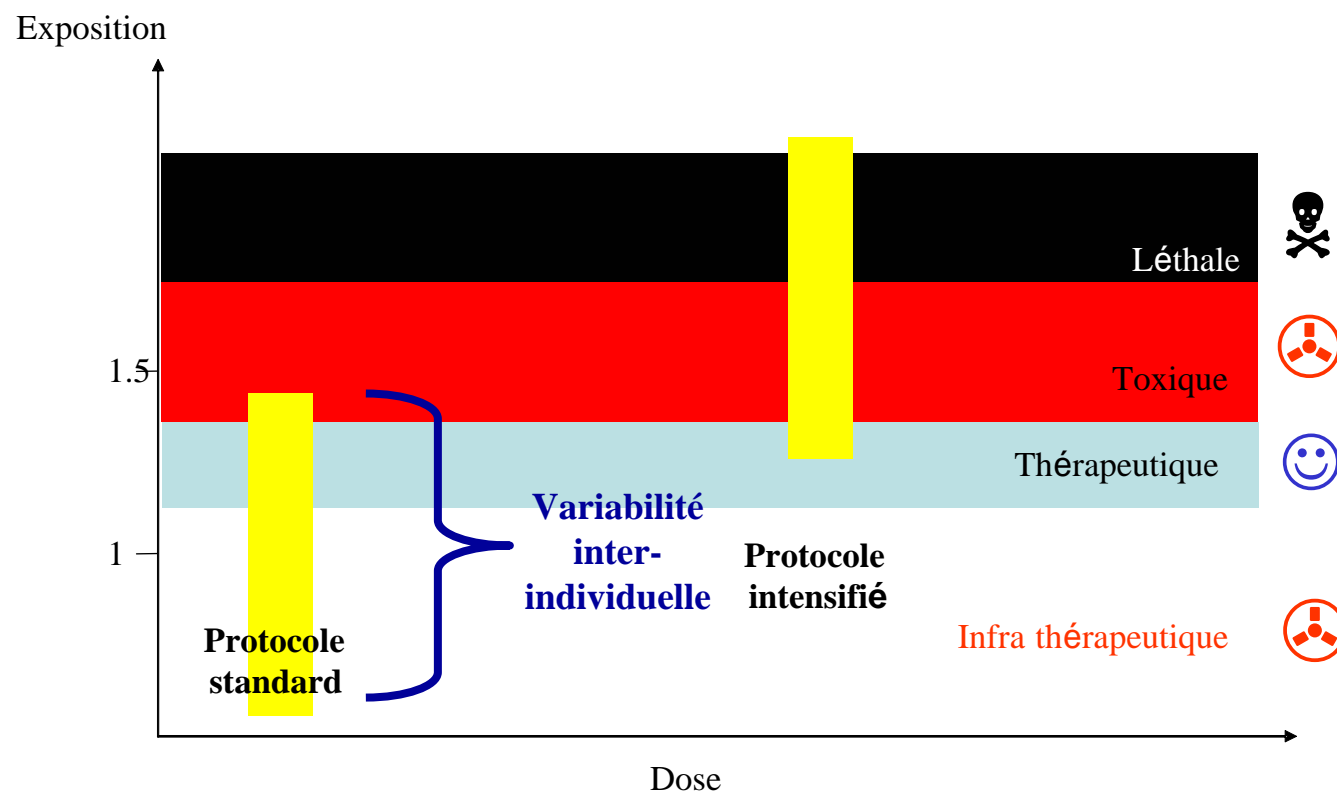 Exposition
Léthale
1.5
Toxique
Thérapeutique
Variabilité
inter-
individuelle
1
Protocole
intensifié
Protocole
standard
Infra thérapeutique
Dose